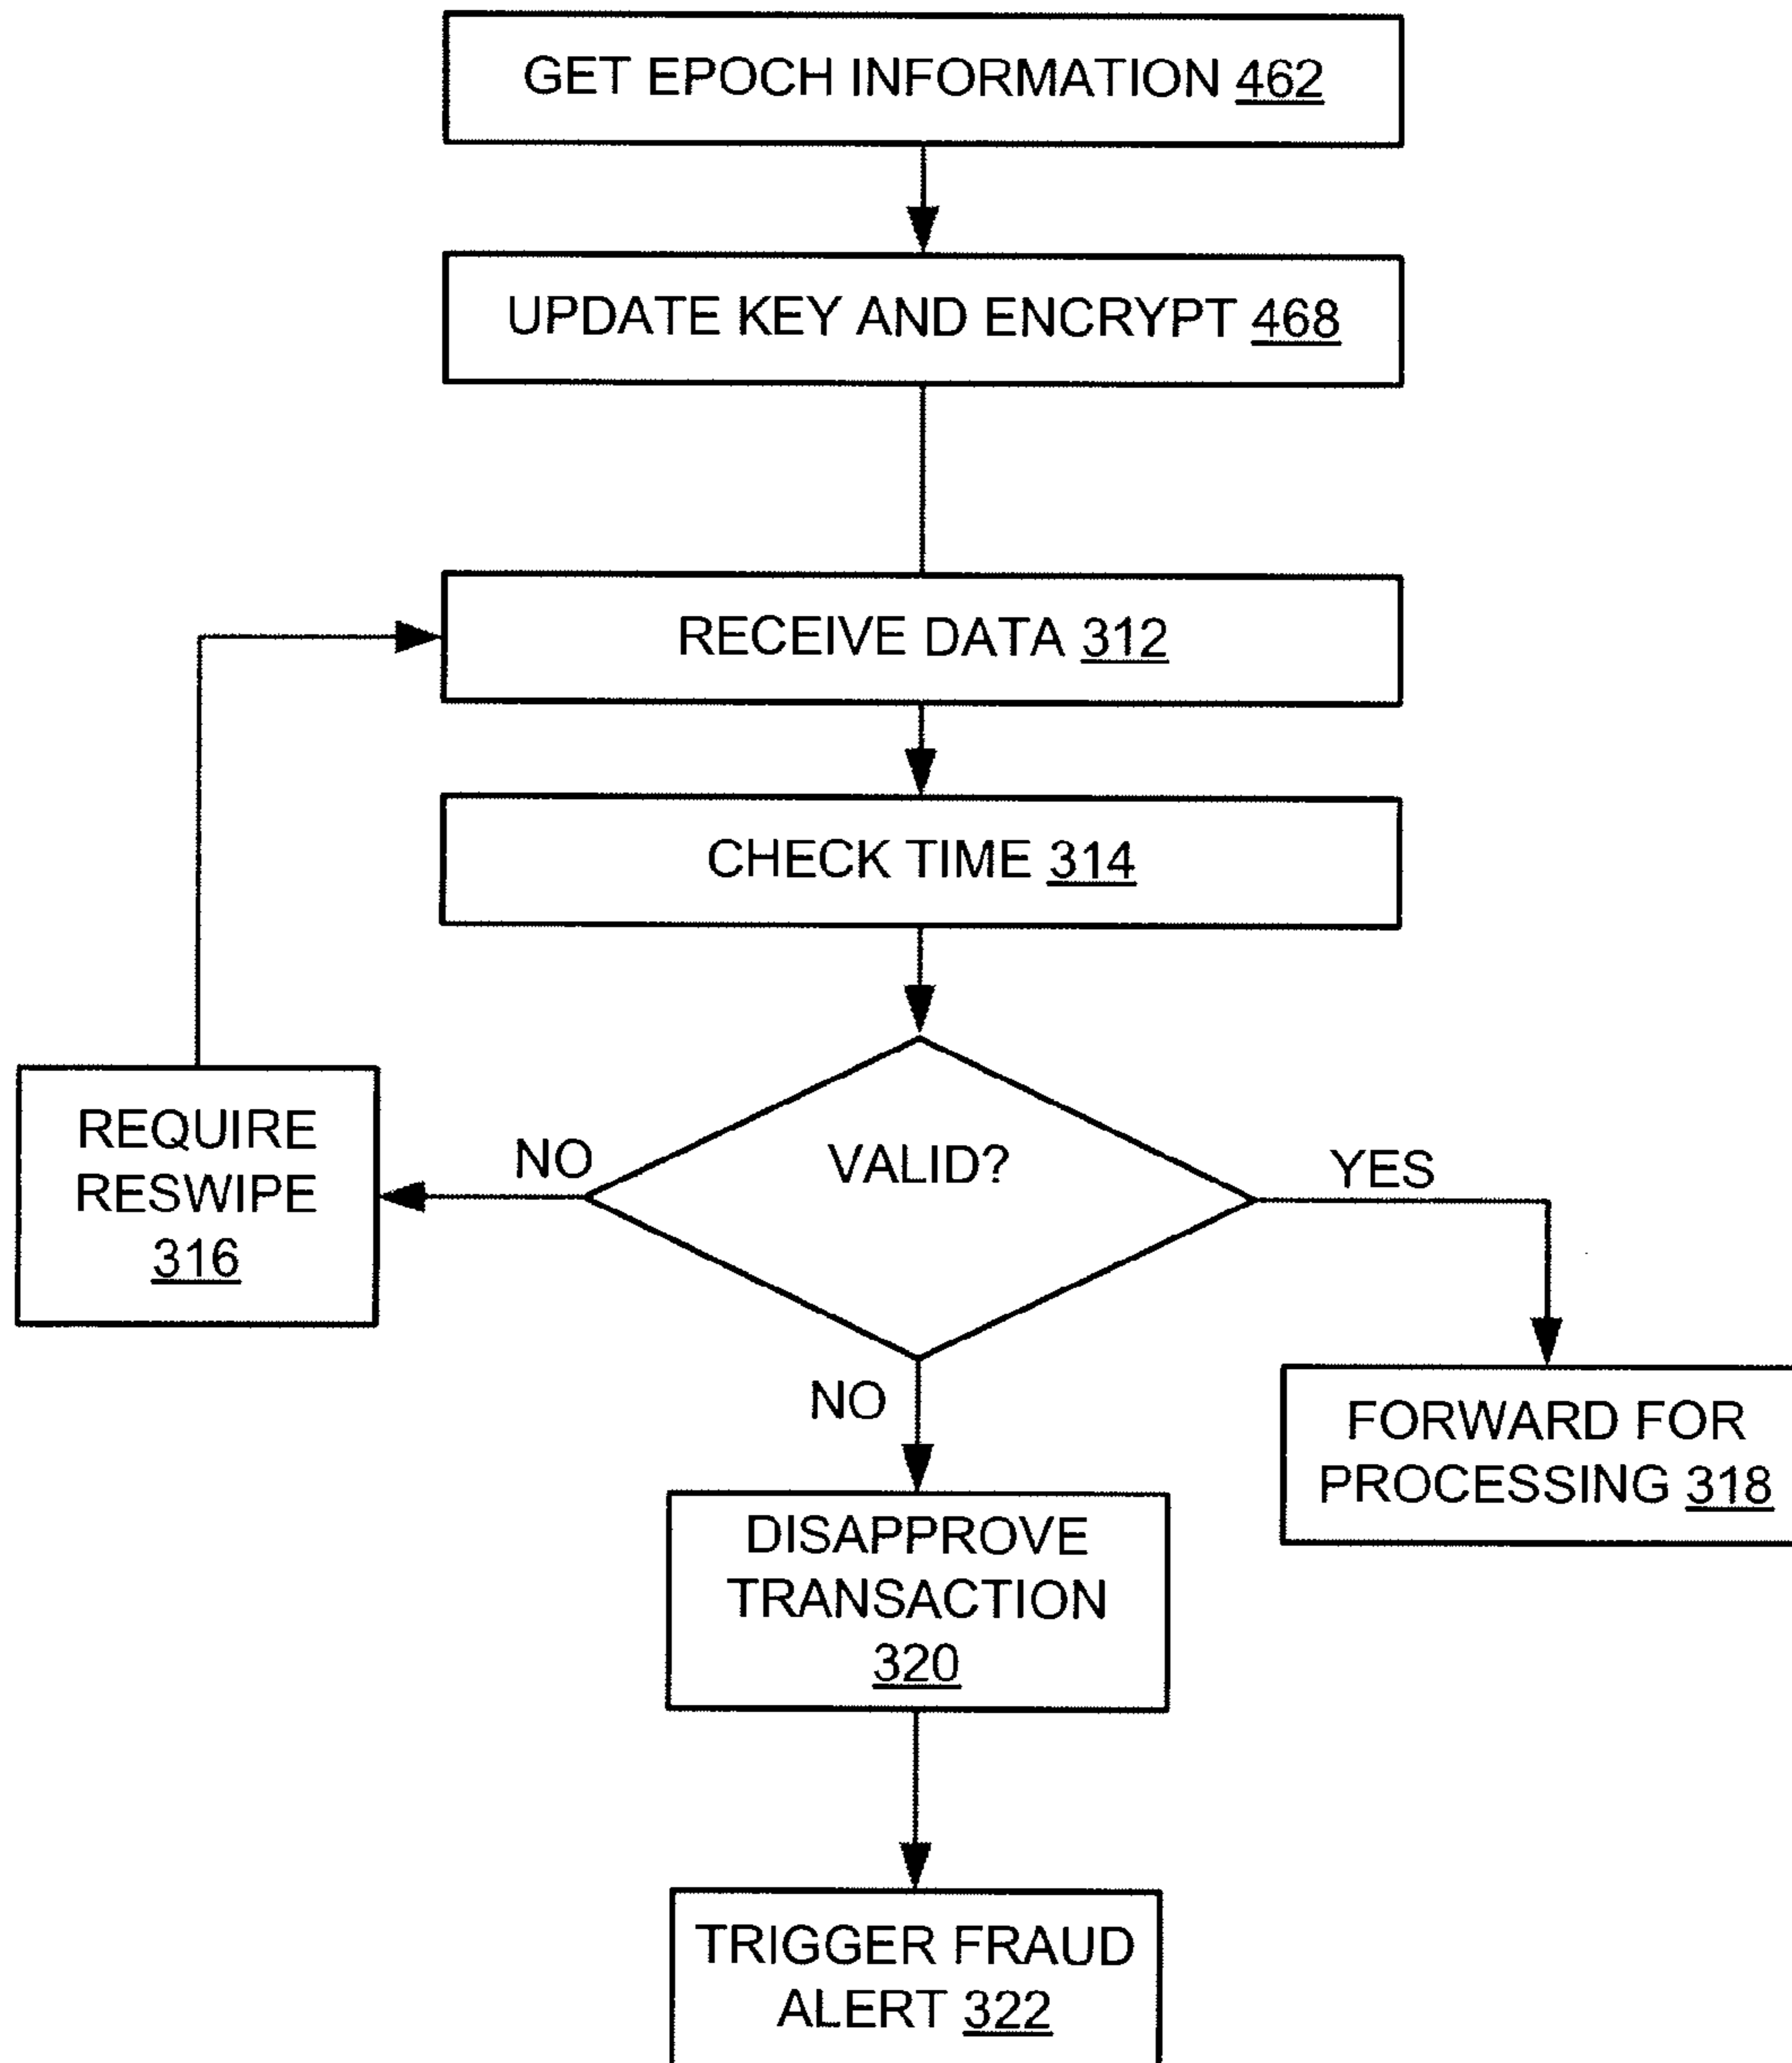 GET EPOCH INFORMATION 462
UPDATE KEY AND ENCRYPT 468
RECEIVE DATA 312
CHECK TIME 314
REQUIRE
RESWIPE
316
NO
VALID?
YES
NO
FORWARD FOR
PROCESSING 318
DISAPPROVE
TRANSACTION
320
TRIGGER FRAUD
ALERT 322